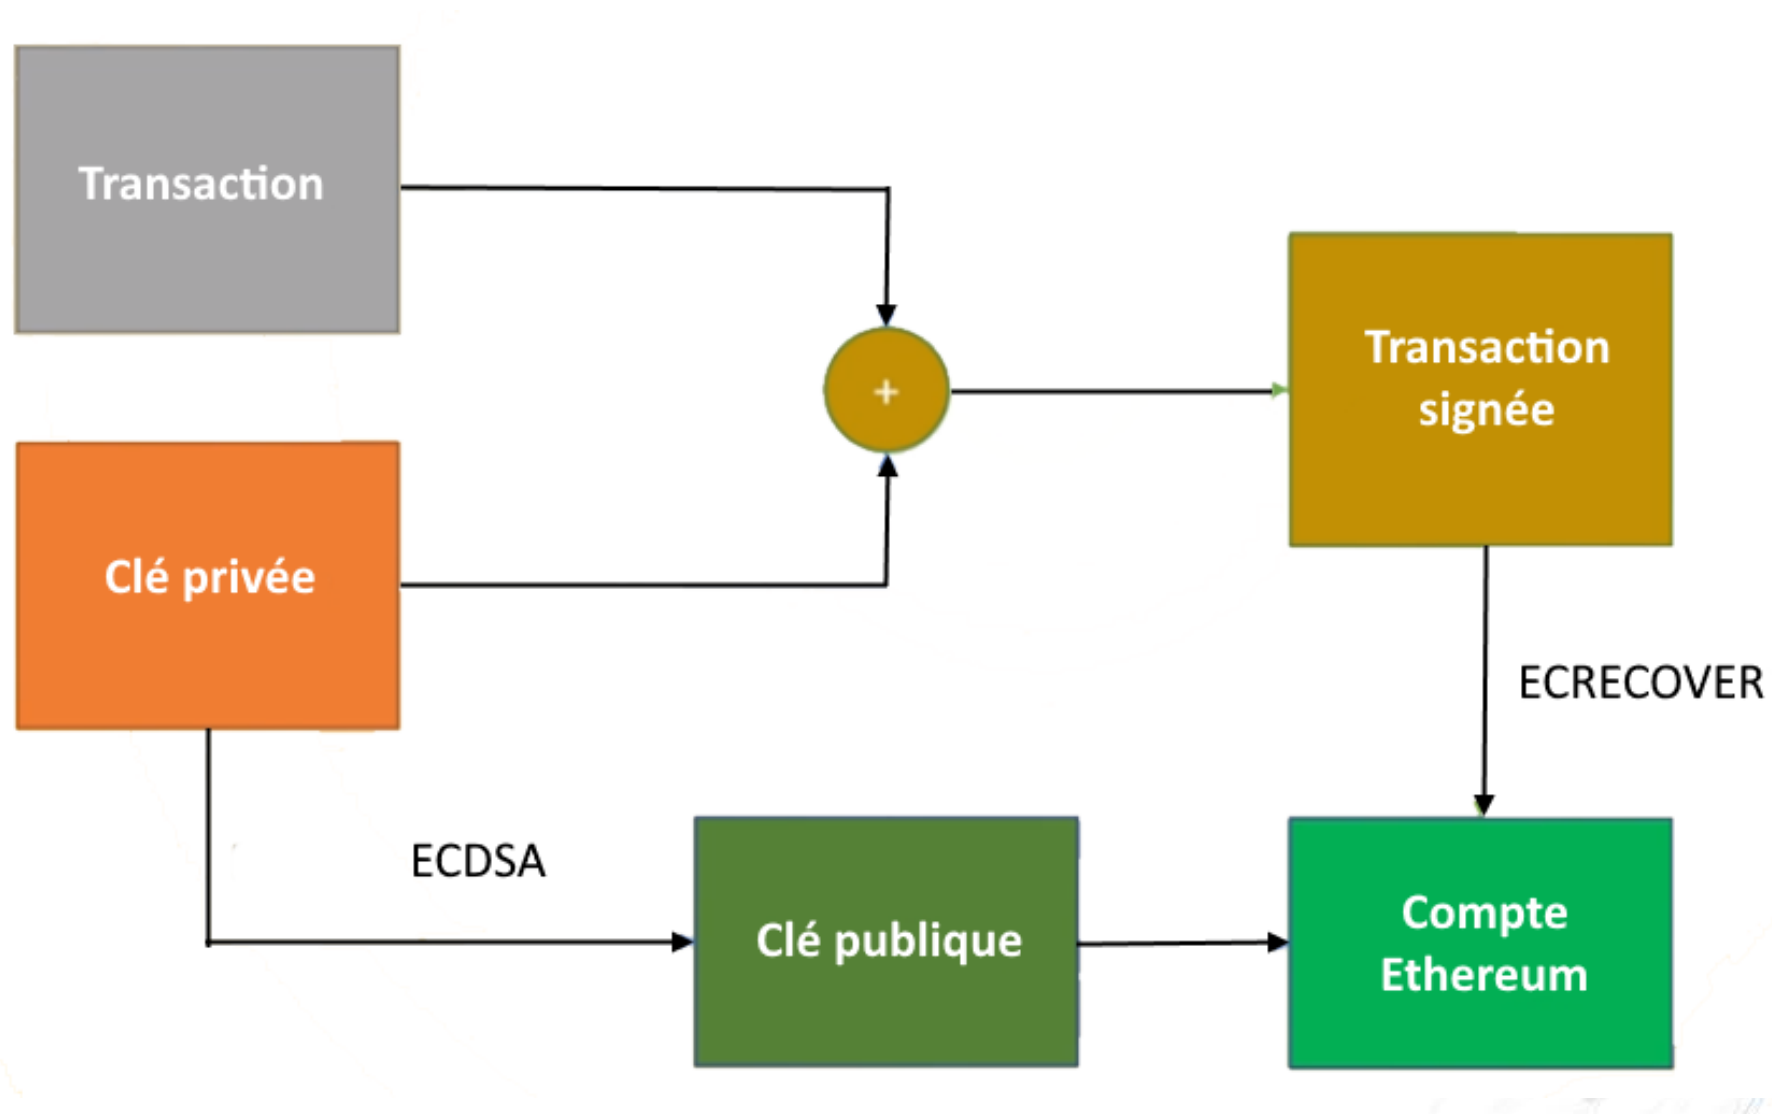 Transaction
+
Transaction
signée
Clé privée
ECRECOVER
ECDSA
Clé publique
Compte
Ethereum